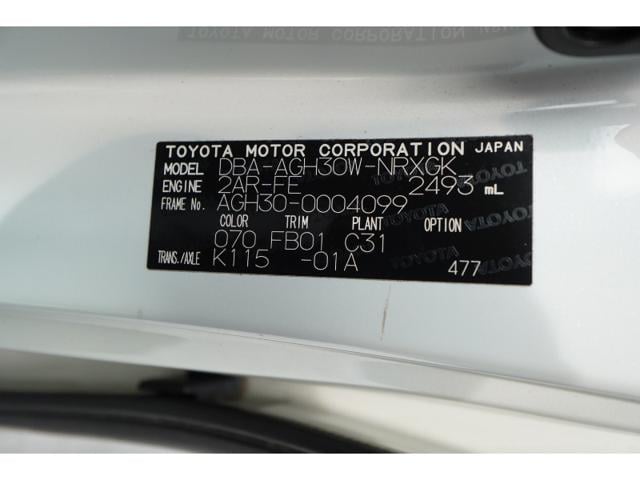 TOYOTA MOTOR CORPORATION JAPAN
MODEL DBA-AGH30W-NRXGK
ENGINE 2AR-FE 2493 mL
FRAME No. AGH30-0004099
COLOR TRIM PLANT OPTION
070 FB01 C31
TRANS./AXLE K115 -01A
477